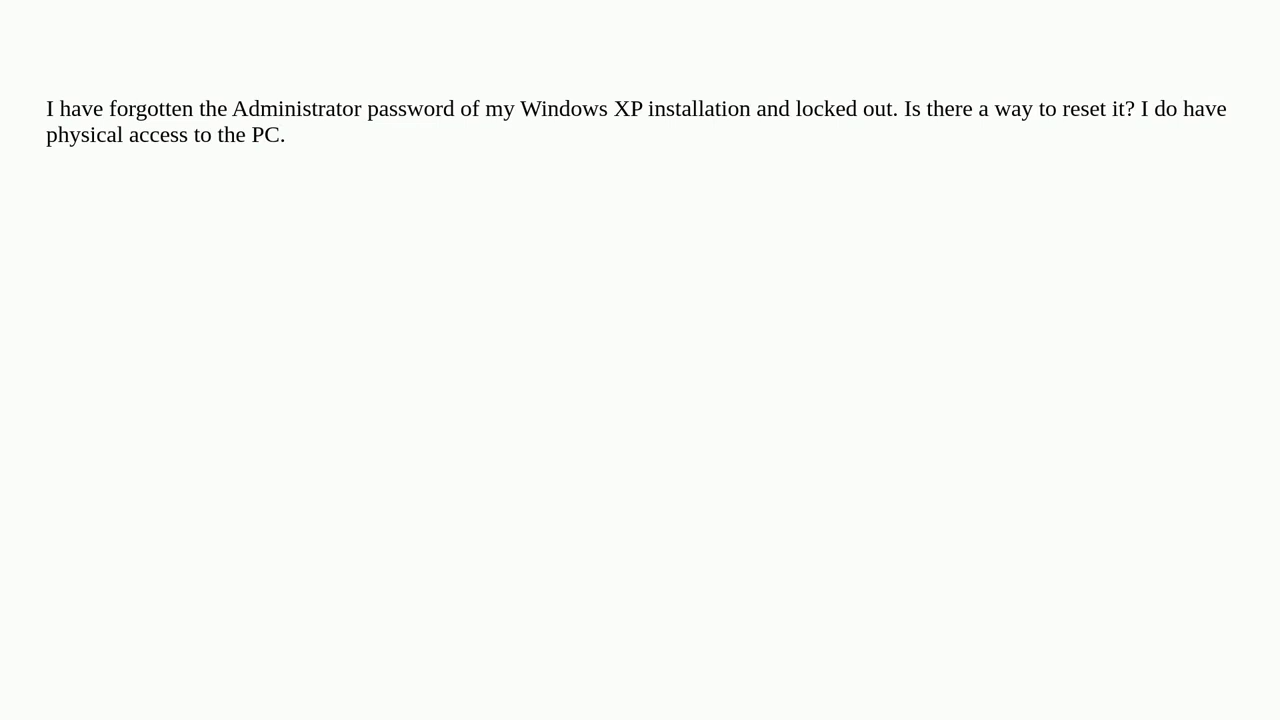 I have forgotten the Administrator password of my Windows XP installation and locked out. Is there a way to reset it? I do have
physical access to the PC.